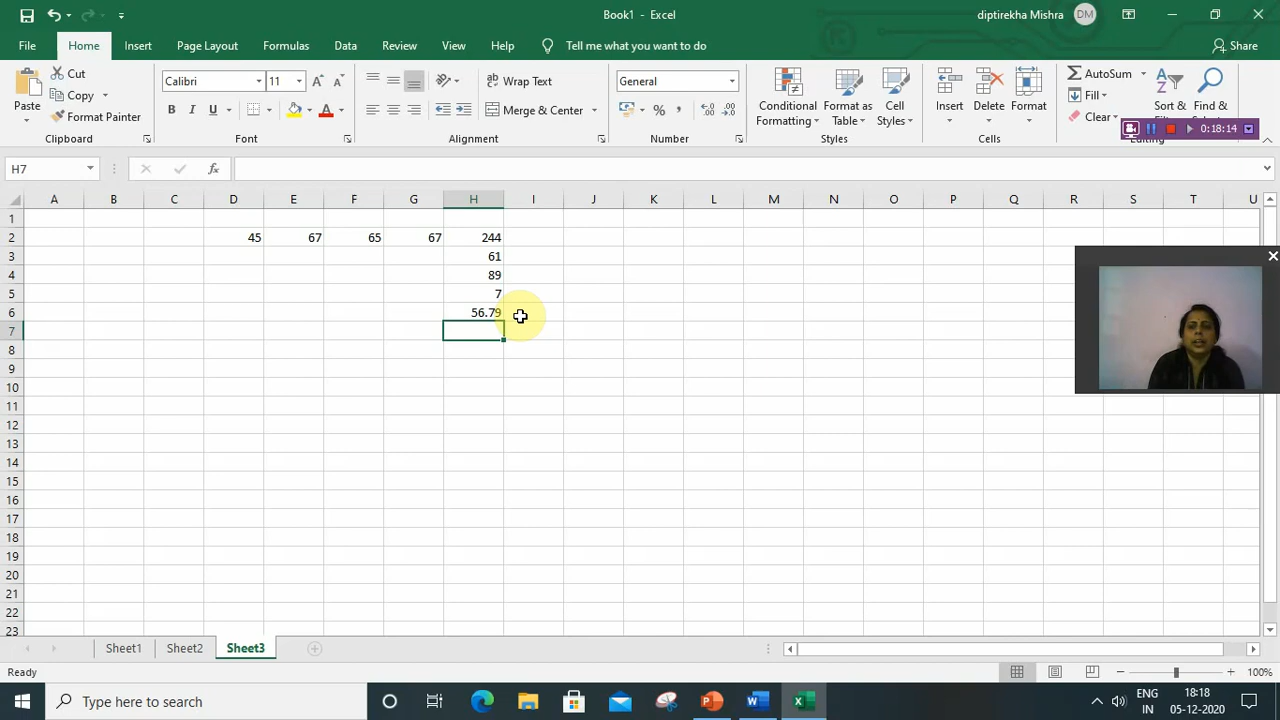 Book1 - Excel
diptirekha Mishra DM
File Home Insert Page Layout Formulas Data Review View Help Tell me what you want to do Share
Paste
Cut
Copy
Format Painter
Clipboard
Calibri 11
B I U
Font
Wrap Text
Merge & Center
Alignment
General
Number
Conditional Formatting
Format as Table
Cell Styles
Styles
Insert Delete Format
Cells
AutoSum
Fill
Clear
Sort &
Find &
Editing
0:18:14
H7
A B C D E F G H I J K L M N O P Q R S T U
1
2 45 67 65 67 244
3 61
4 89
5 7
6 56.79
7
8
9
10
11
12
13
14
15
16
17
18
19
20
21
22
23
Sheet1 Sheet2 Sheet3
Ready 100%
Type here to search
ENG
IN
18:18
05-12-2020